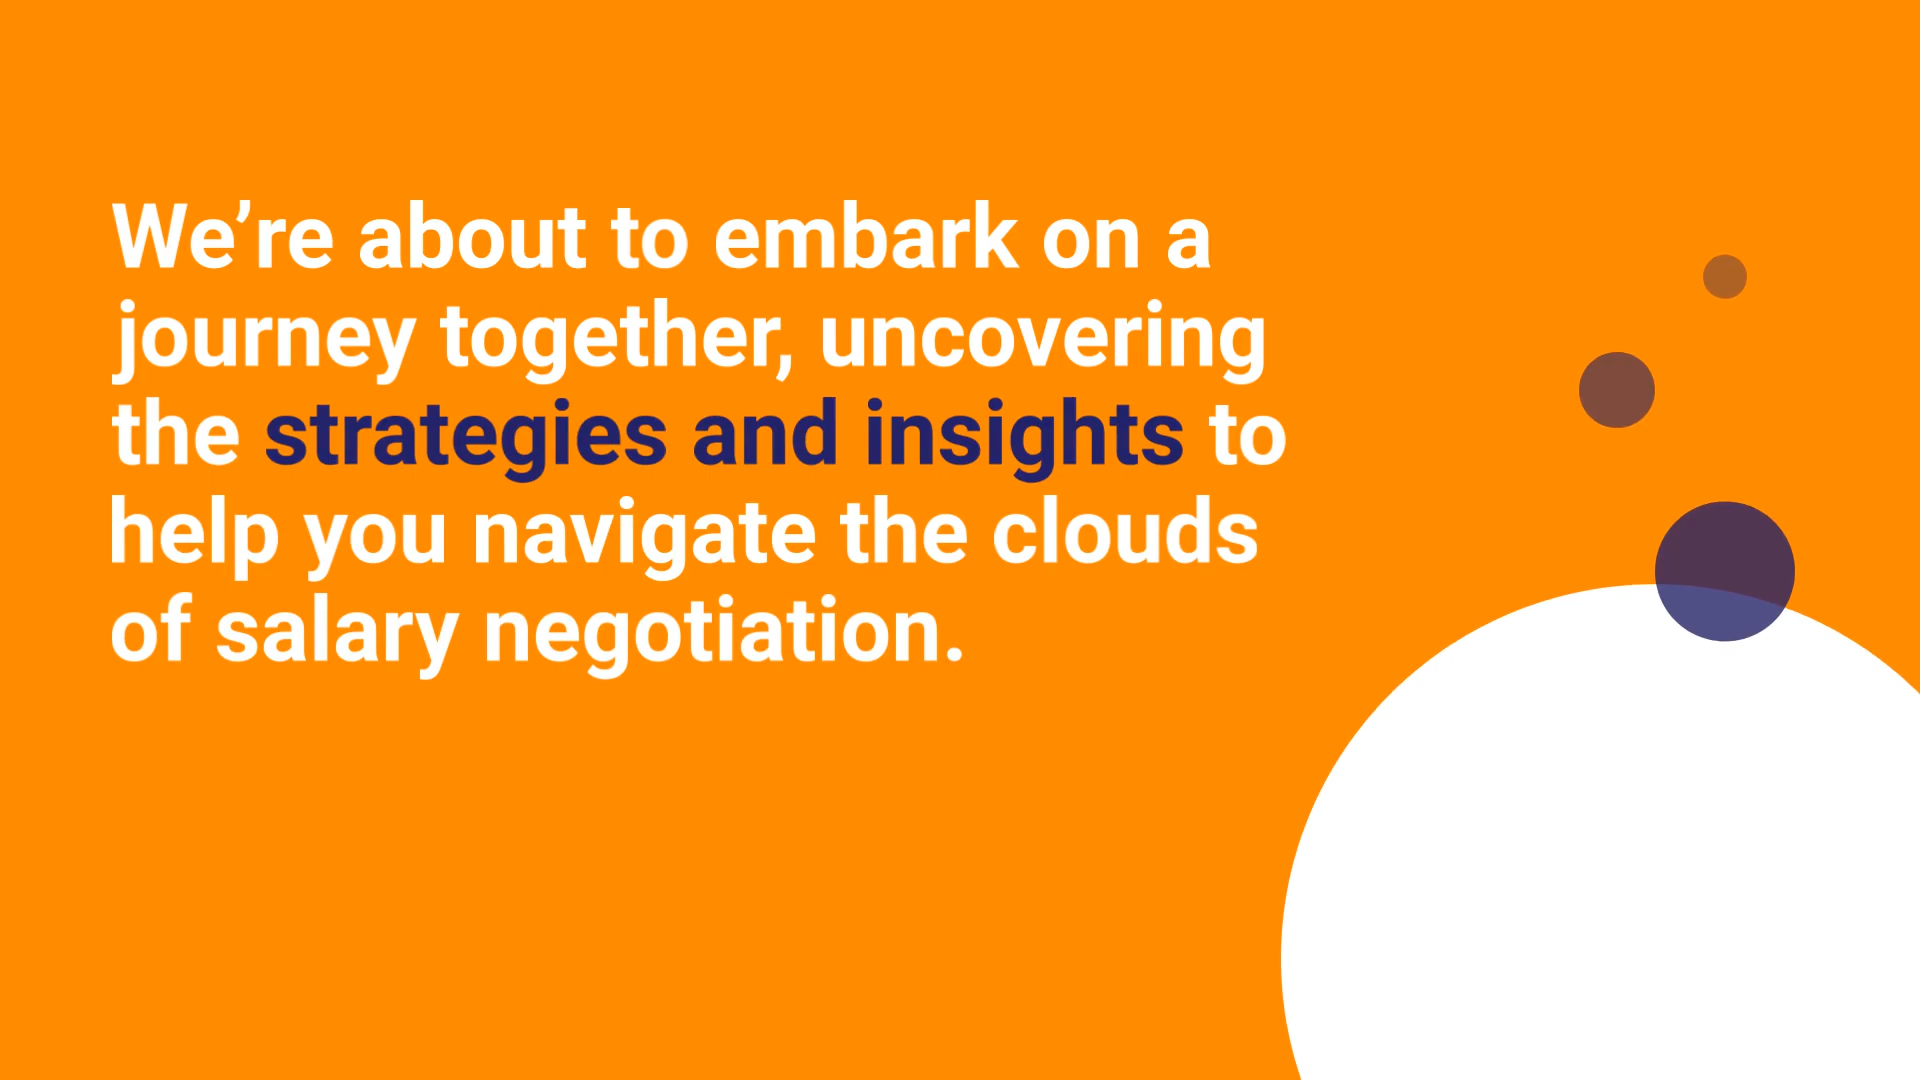 We’re about to embark on a
journey together, uncovering
the strategies and insights to
help you navigate the clouds
of salary negotiation.